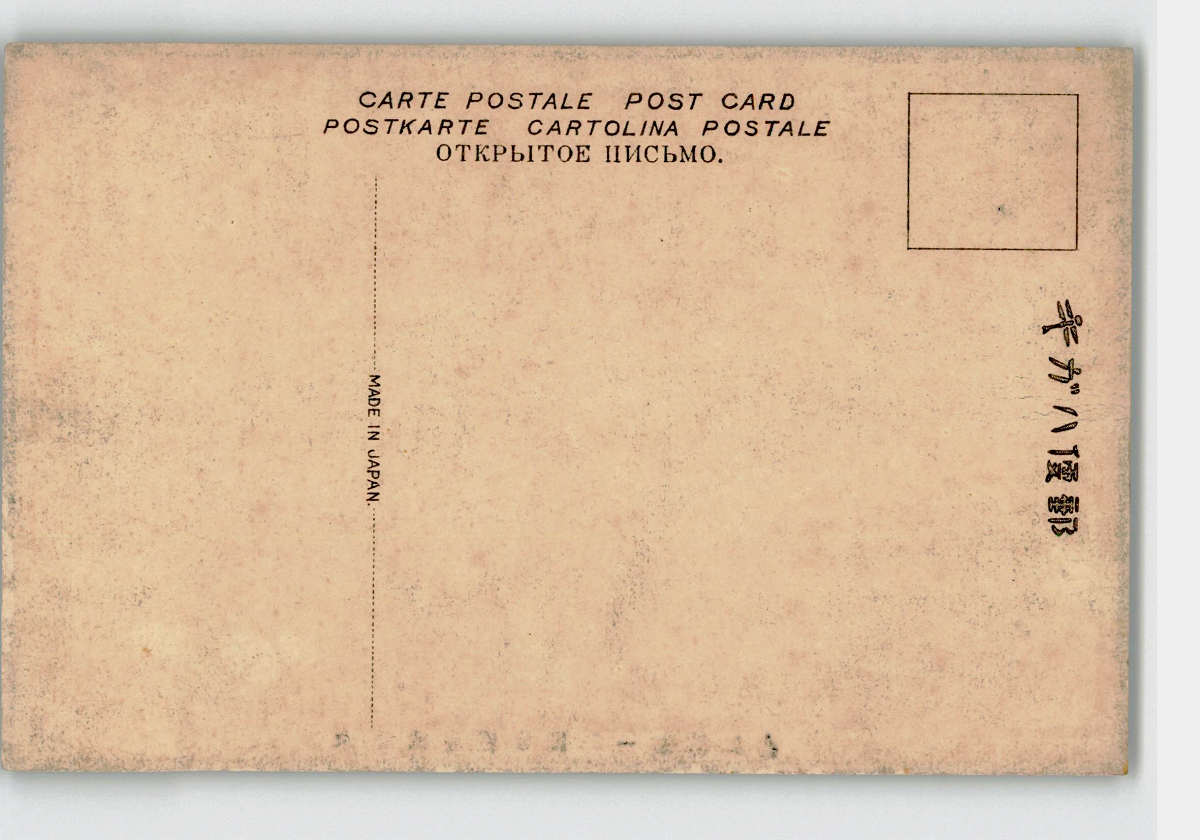 CARTE POSTALE POST CARD
POSTKARTE CARTOLINA POSTALE
ОТКРЫТОЕ ПИСЬМО.
MADE IN JAPAN.
郵便ハガキ